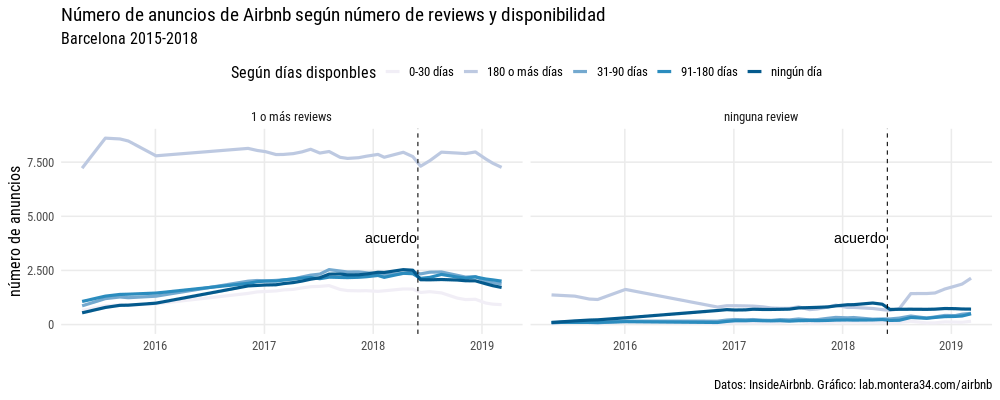 Número de anuncios de Airbnb según número de reviews y disponibilidad
Barcelona 2015-2018
Según días disponbles 0-30 días 180 o más días 31-90 días 91-180 días ningún día
1 o más reviews ninguna review
número de anuncios
7.500
5.000
acuerdo acuerdo
2.500
0
2016 2017 2018 2019 2016 2017 2018 2019
Datos: InsideAirbnb. Gráfico: lab.montera34.com/airbnb